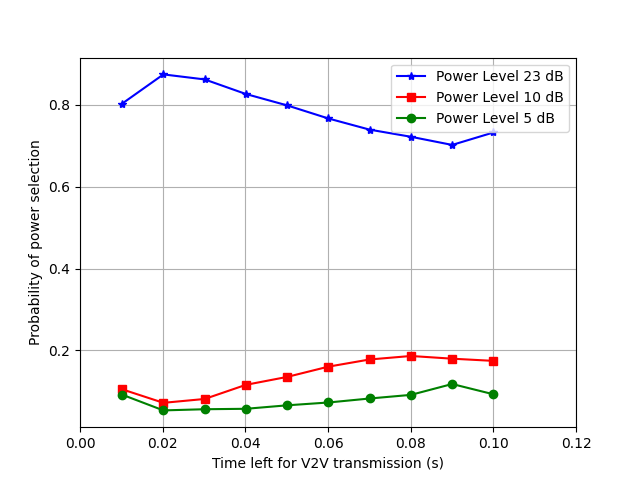 Power Level 23 dB
Power Level 10 dB
Power Level 5 dB
Probability of power selection
0.8
0.6
0.4
0.2
0.00 0.02 0.04 0.06 0.08 0.10 0.12
Time left for V2V transmission (s)